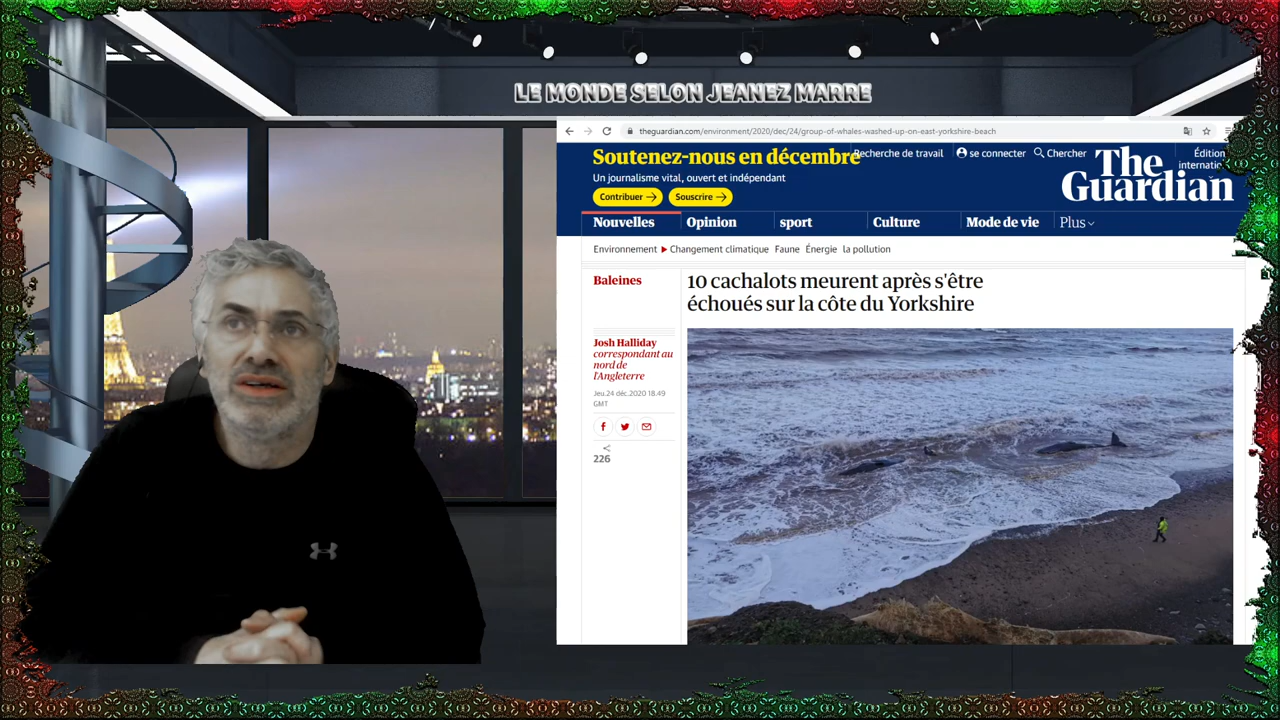 LE MONDE SELON JEANEZ MARRE
theguardian.com/environment/2020/dec/24/group-of-whales-washed-up-on-east-yorkshire-beach
Soutenez-nous en décembre
Recherche de travail
se connecter
Chercher
Édition
internatio
Un journalisme vital, ouvert et indépendant
The
Guardian
Contribuer → Souscrire →
Nouvelles Opinion sport Culture Mode de vie Plus
Environnement ▶ Changement climatique Faune Énergie la pollution
Baleines
10 cachalots meurent après s'être
échoués sur la côte du Yorkshire
Josh Halliday
correspondant au
nord de
l'Angleterre
Jeu.24 déc.2020 18.49
GMT
226